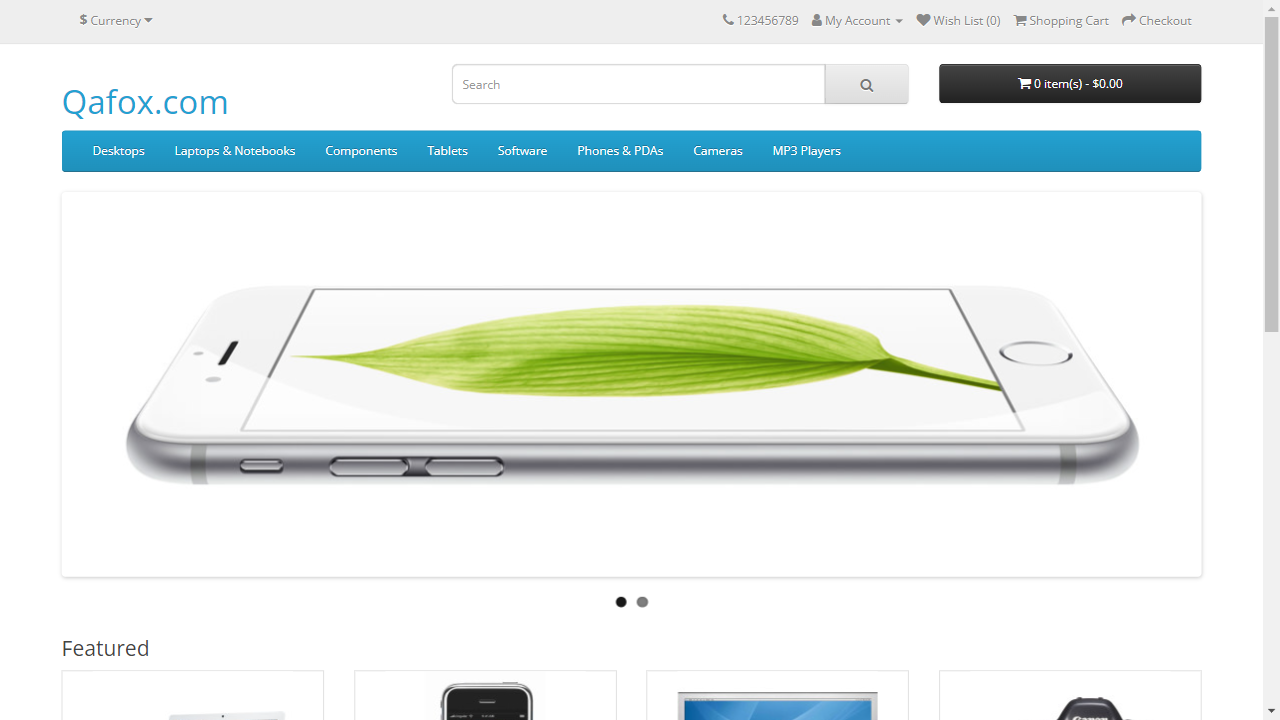 $ Currency
123456789 My Account Wish List (0) Shopping Cart Checkout
Qafox.com
Search
0 item(s) - $0.00
Desktops Laptops & Notebooks Components Tablets Software Phones & PDAs Cameras MP3 Players
Featured
Canon